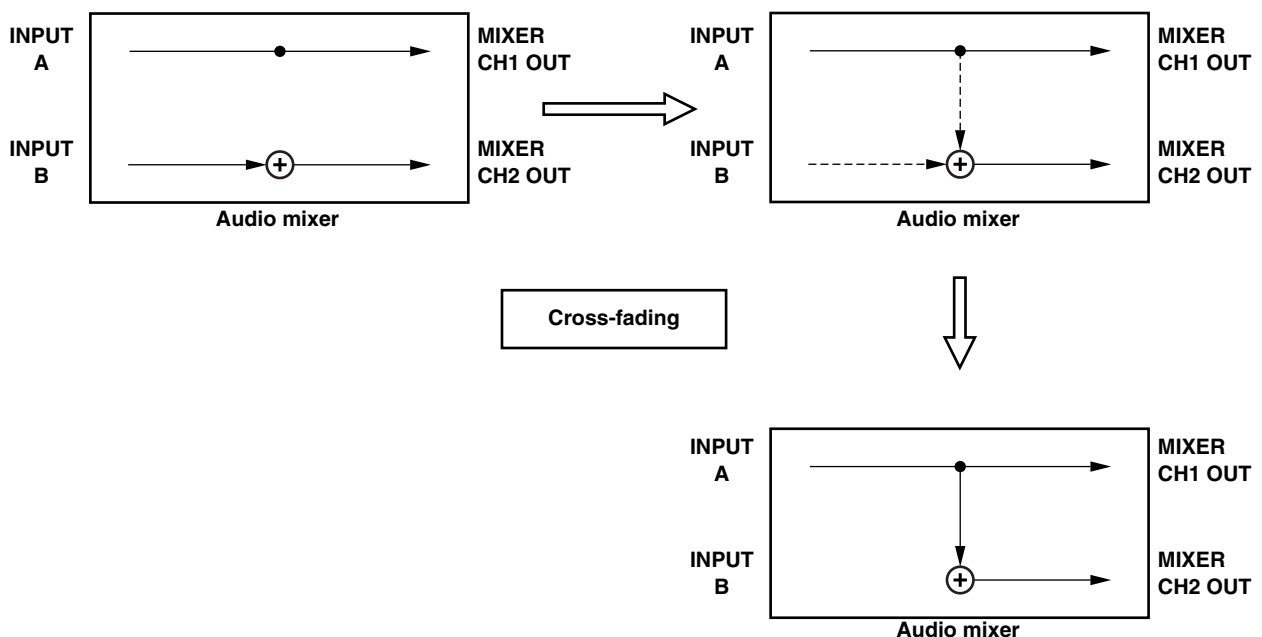 INPUT
A
MIXER
CH1 OUT
INPUT
B
MIXER
CH2 OUT
Audio mixer
INPUT
A
MIXER
CH1 OUT
INPUT
B
MIXER
CH2 OUT
Audio mixer
Cross-fading
INPUT
A
MIXER
CH1 OUT
INPUT
B
MIXER
CH2 OUT
Audio mixer